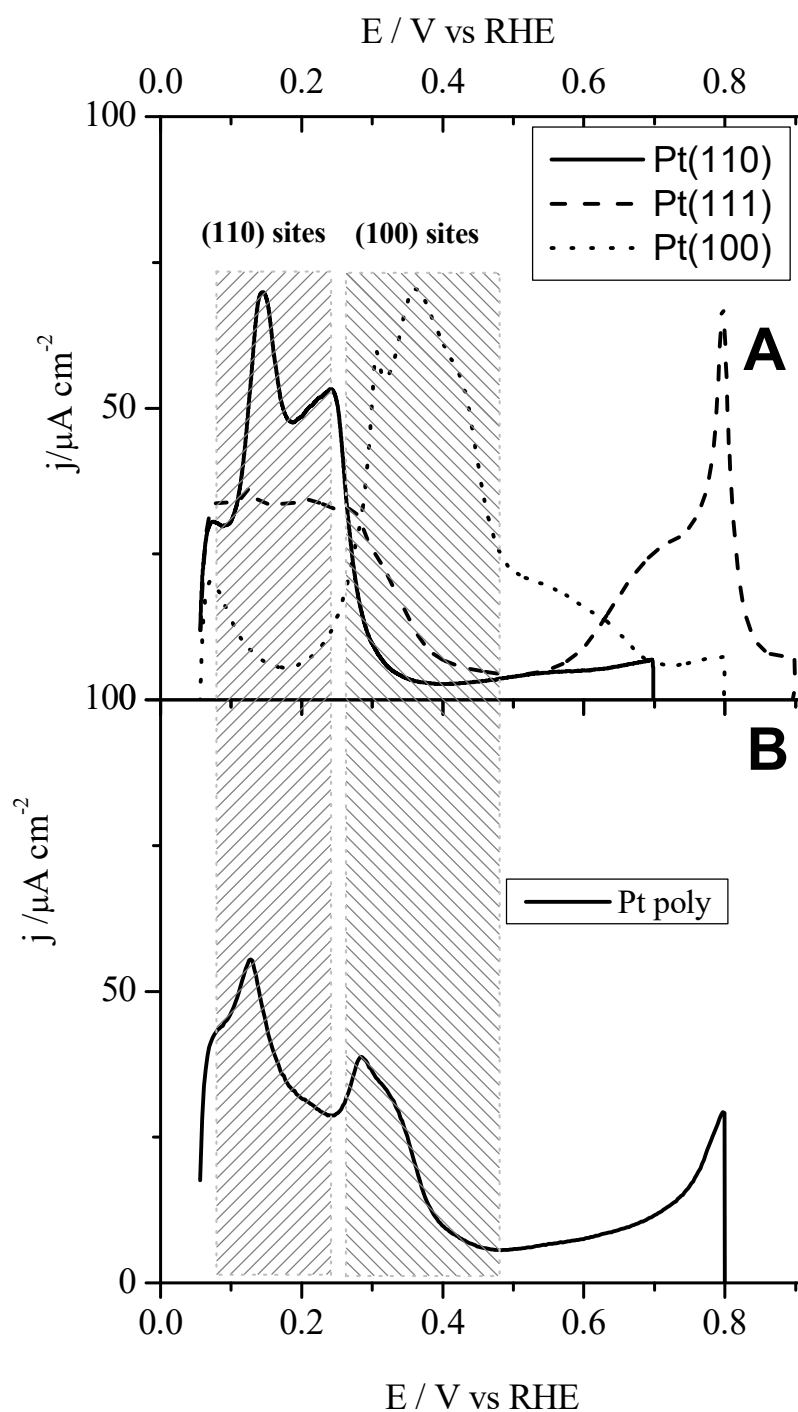 E / V vs RHE
0.0 0.2 0.4 0.6 0.8
100
Pt(110)
Pt(111)
Pt(100)
(110) sites (100) sites
A
50
j/µA cm⁻²
100
B
j /µA cm⁻²
Pt poly
50
0
0.0 0.2 0.4 0.6 0.8
E / V vs RHE